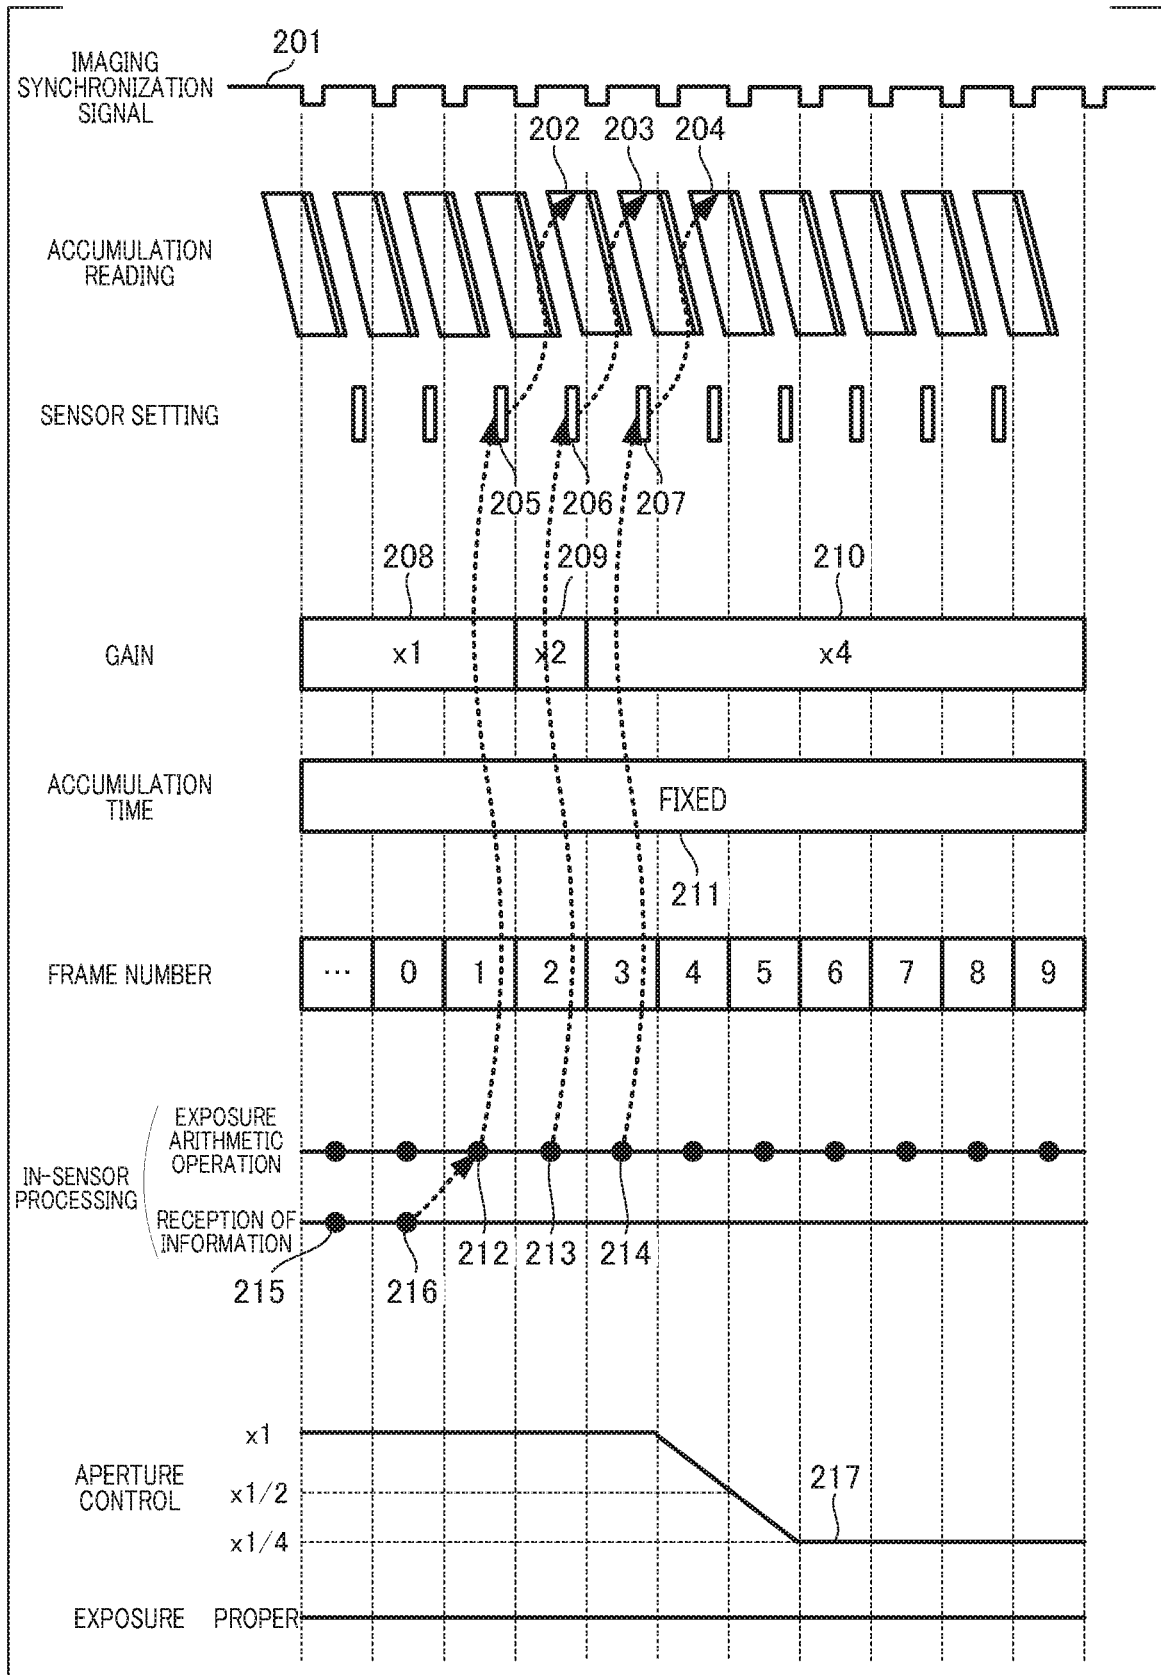 201
IMAGING
SYNCHRONIZATION
SIGNAL
202 203 204
ACCUMULATION
READING
SENSOR SETTING
205 206 207
208 209 210
GAIN x1 x2 x4
ACCUMULATION
TIME
FIXED
211
FRAME NUMBER ... 0 1 2 3 4 5 6 7 8 9
IN-SENSOR
PROCESSING
EXPOSURE
ARITHMETIC
OPERATION
RECEPTION OF
INFORMATION
212 213 214
215 216
APERTURE
CONTROL
x1
x1/2
x1/4
217
EXPOSURE PROPER